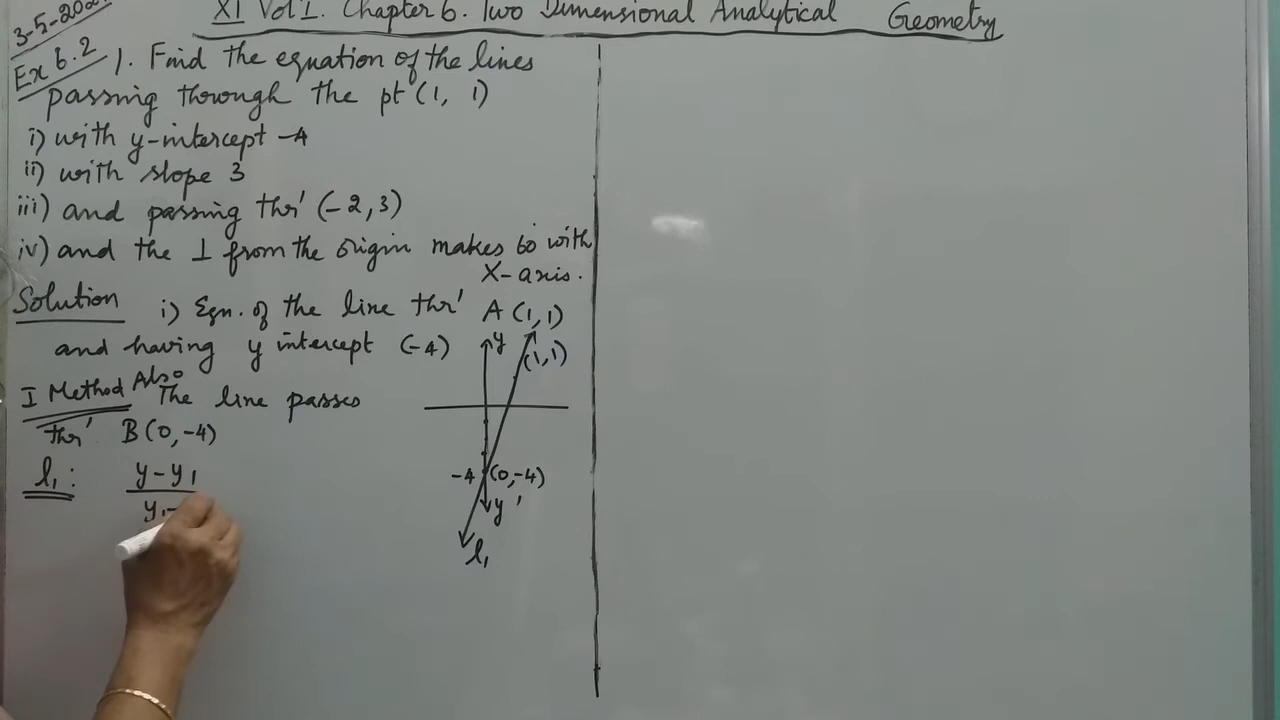 XI Vol I. Chapter 6. Two Dimensional Analytical Geometry
3-5-202
Ex 6.2
1. Find the equation of the lines
passing through the pt (1, 1)
i) with y-intercept -4
ii) with slope 3
iii) and passing thr' (-2, 3)
iv) and the ⊥ from the origin makes 60 with
X-axis.
Solution i) Eqn. of the line thr' A (1, 1)
and having y intercept (-4)
I Method Also The line passes
thr' B (0, -4)
l₁: y-y₁
y₁-
y
(1,1)
-4 (0,-4)
y'
l₁